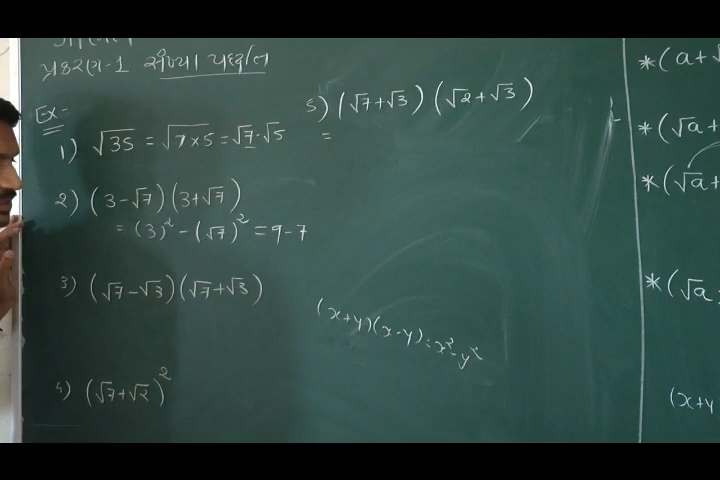 પ્રકરણ-1 સંખ્યા પદ્ધતિ
Ex:-
1) √35 = √7×5 = √7·√5
2) (3-√7)(3+√7)
= (3)² - (√7)² = 9-7
3) (√7-√3)(√7+√3)
4) (√7+√2)²
5) (√7+√3) (√2+√3)
=
(x+y)(x-y) = x²-y²
*(a+√
*(√a+
*(√a+
*(√a
(x+y